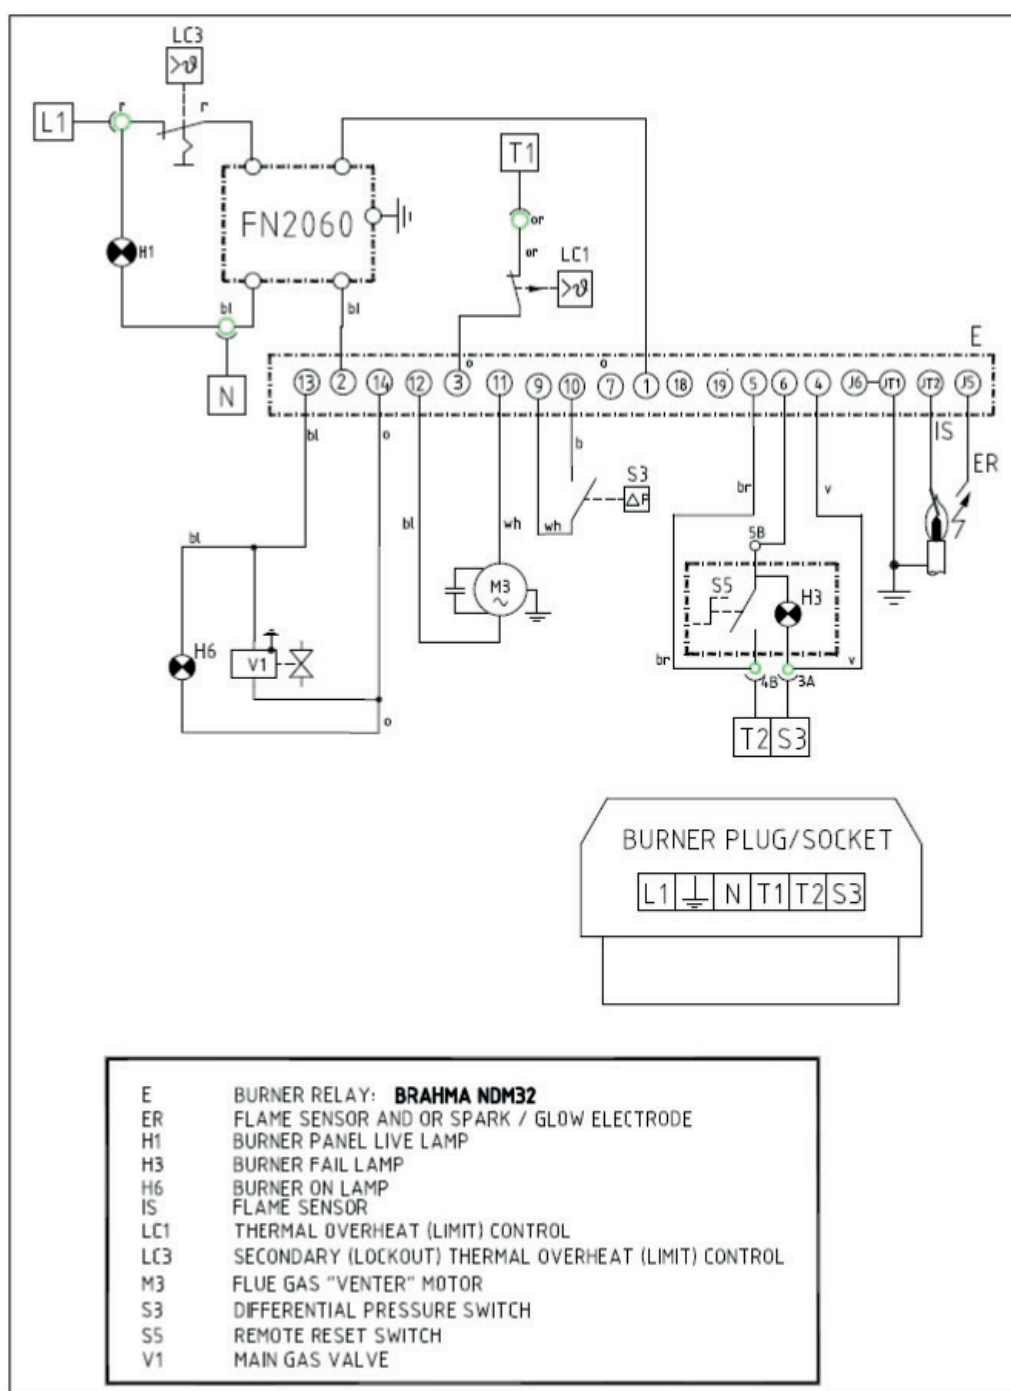 LC3
>ϑ
L1
r
r
T1
FN2060
or
or
LC1
>ϑ
H1
bl
bl
N
E
o
o
13
2
14
12
3
11
9
10
7
1
18
19
5
6
4
J6
JT1
JT2
J5
bl
o
b
IS
ER
S3
ΔP
br
v
bl
wh
wh
bl
5B
M3
S5
H3
H6
V1
br
v
4B
3A
o
T2 S3
BURNER PLUG/SOCKET
L1 ⏚ N T1 T2 S3
E BURNER RELAY: BRAHMA NDM32
ER FLAME SENSOR AND OR SPARK / GLOW ELECTRODE
H1 BURNER PANEL LIVE LAMP
H3 BURNER FAIL LAMP
H6 BURNER ON LAMP
IS FLAME SENSOR
LC1 THERMAL OVERHEAT (LIMIT) CONTROL
LC3 SECONDARY (LOCKOUT) THERMAL OVERHEAT (LIMIT) CONTROL
M3 FLUE GAS "VENTER" MOTOR
S3 DIFFERENTIAL PRESSURE SWITCH
S5 REMOTE RESET SWITCH
V1 MAIN GAS VALVE